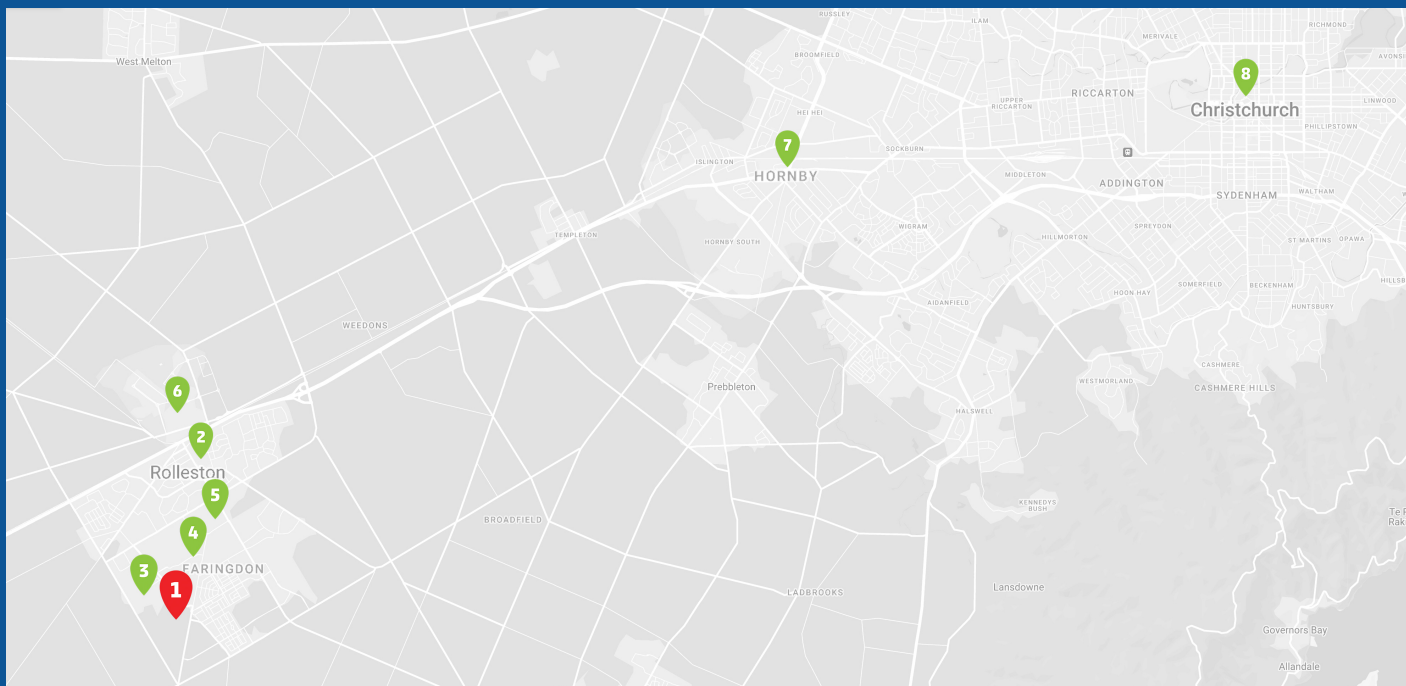 RUSSLEY
ILAM
RICHMOND
MERIVALE
West Melton
BROOMFIELD
AVONSI
8
RICCARTON
UPPER
RICCARTON
LINWOOD
Christchurch
HEI HEI
PHILLIPSTOWN
7
SOCKBURN
ISLINGTON
HORNBY
MIDDLETON
ADDINGTON
WALTHAM
SYDENHAM
WIGRAM
SPREYDON
TEMPLETON
HILLMORTON
HORNBY SOUTH
ST MARTINS
OPAWA
HILLSB
SOMERFIELD
BECKENHAM
HOON HAY
AIDANFIELD
HUNTSBURY
WEEDONS
CASHMERE
WESTMORLAND
Prebbleton
CASHMERE HILLS
6
HALSWELL
2
Rolleston
5
KENNEDYS
BUSH
Te R
Rak
BROADFIELD
4
FARINGDON
3
1
Lansdowne
LADBROOKS
Governors Bay
Allandale